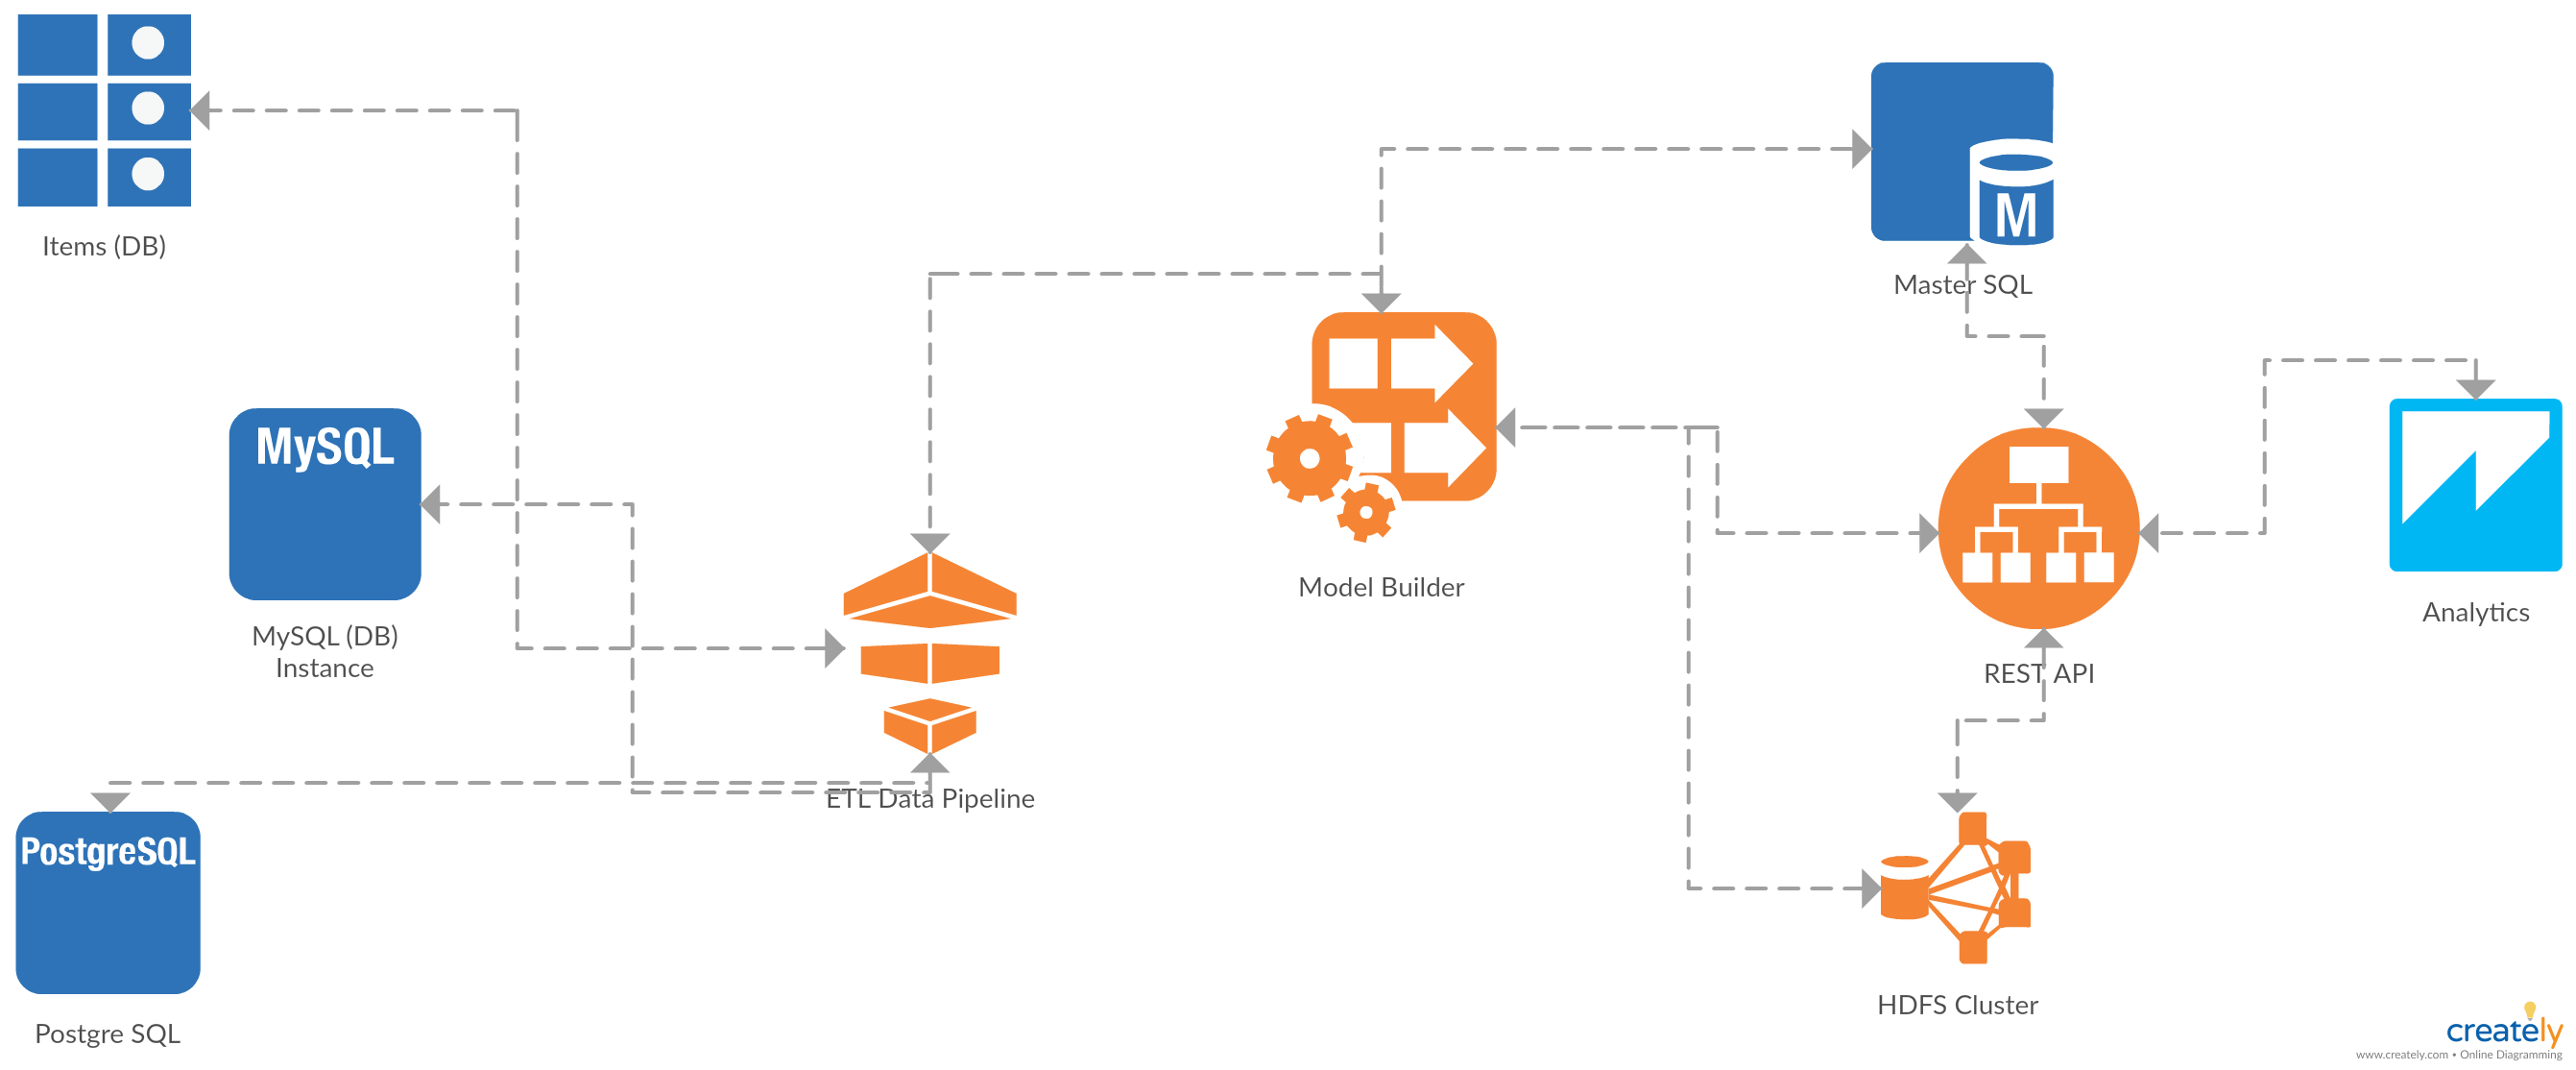 Items (DB)
MySQL
MySQL (DB)
Instance
PostgreSQL
Postgre SQL
ETL Data Pipeline
Model Builder
M
Master SQL
REST API
HDFS Cluster
Analytics
creately
www.creately.com • Online Diagramming